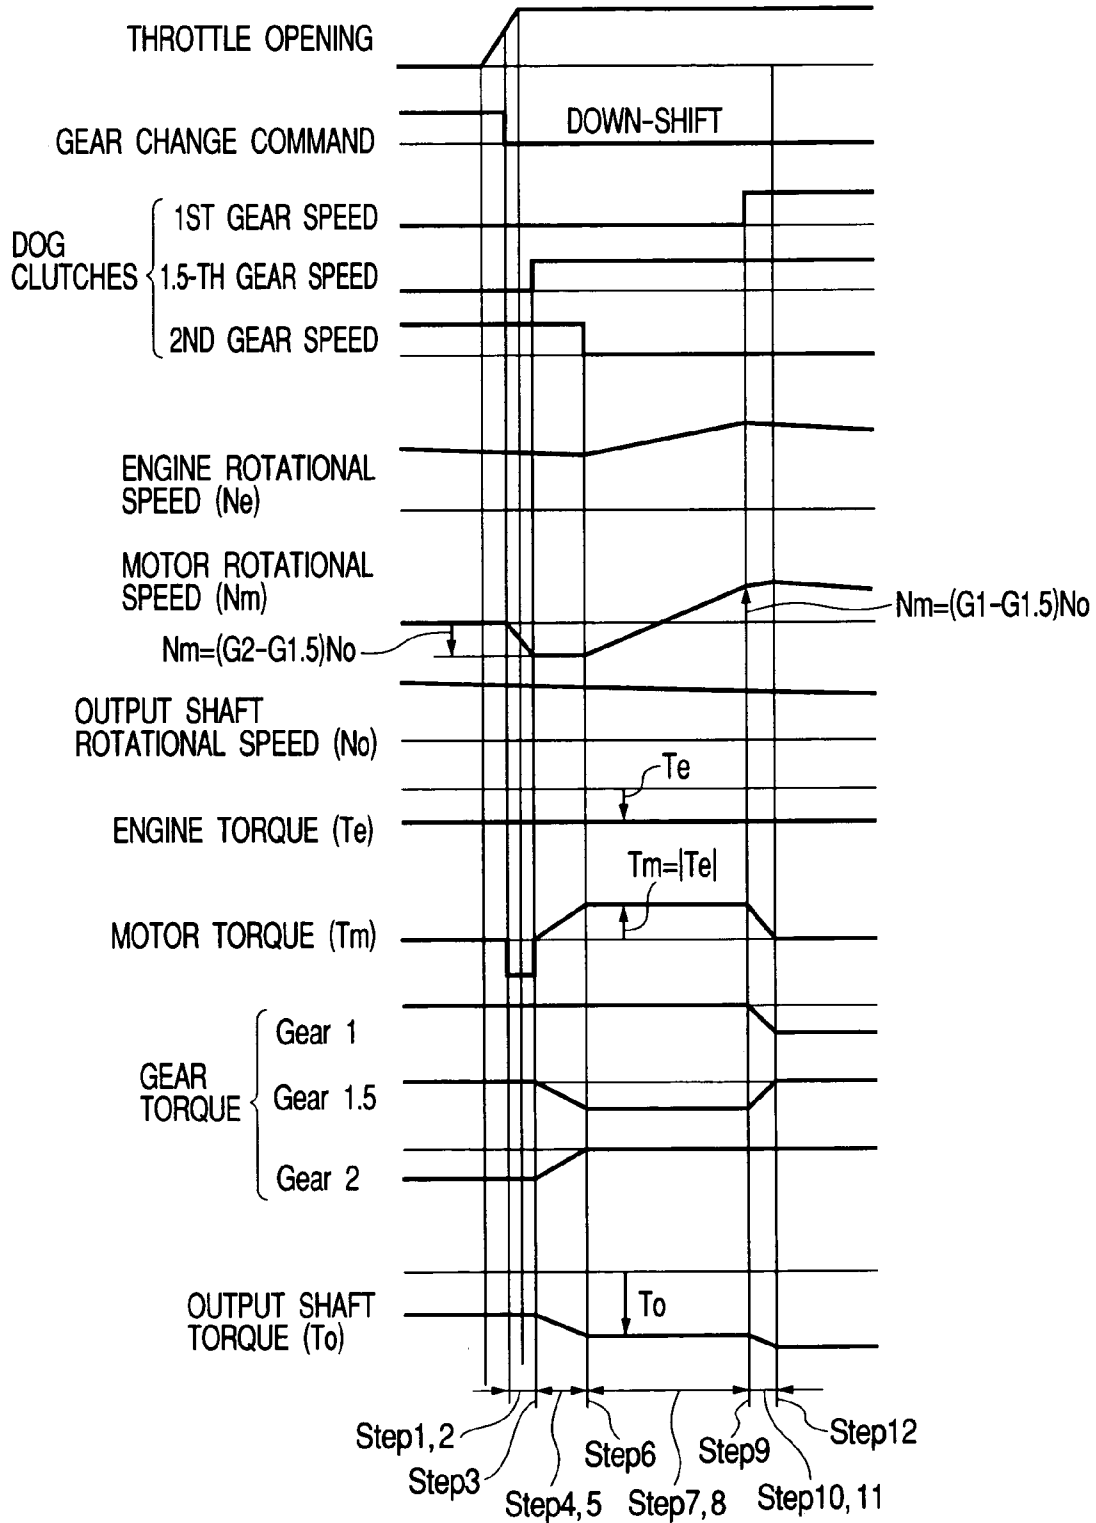 THROTTLE OPENING
GEAR CHANGE COMMAND
DOWN-SHIFT
DOG
CLUTCHES
1ST GEAR SPEED
1.5-TH GEAR SPEED
2ND GEAR SPEED
ENGINE ROTATIONAL
SPEED (Ne)
MOTOR ROTATIONAL
SPEED (Nm)
Nm=(G1-G1.5)No
Nm=(G2-G1.5)No
OUTPUT SHAFT
ROTATIONAL SPEED (No)
Te
ENGINE TORQUE (Te)
Tm=|Te|
MOTOR TORQUE (Tm)
GEAR
TORQUE
Gear 1
Gear 1.5
Gear 2
OUTPUT SHAFT
TORQUE (To)
To
Step1, 2
Step3
Step4, 5
Step6
Step7, 8
Step9
Step10, 11
Step12